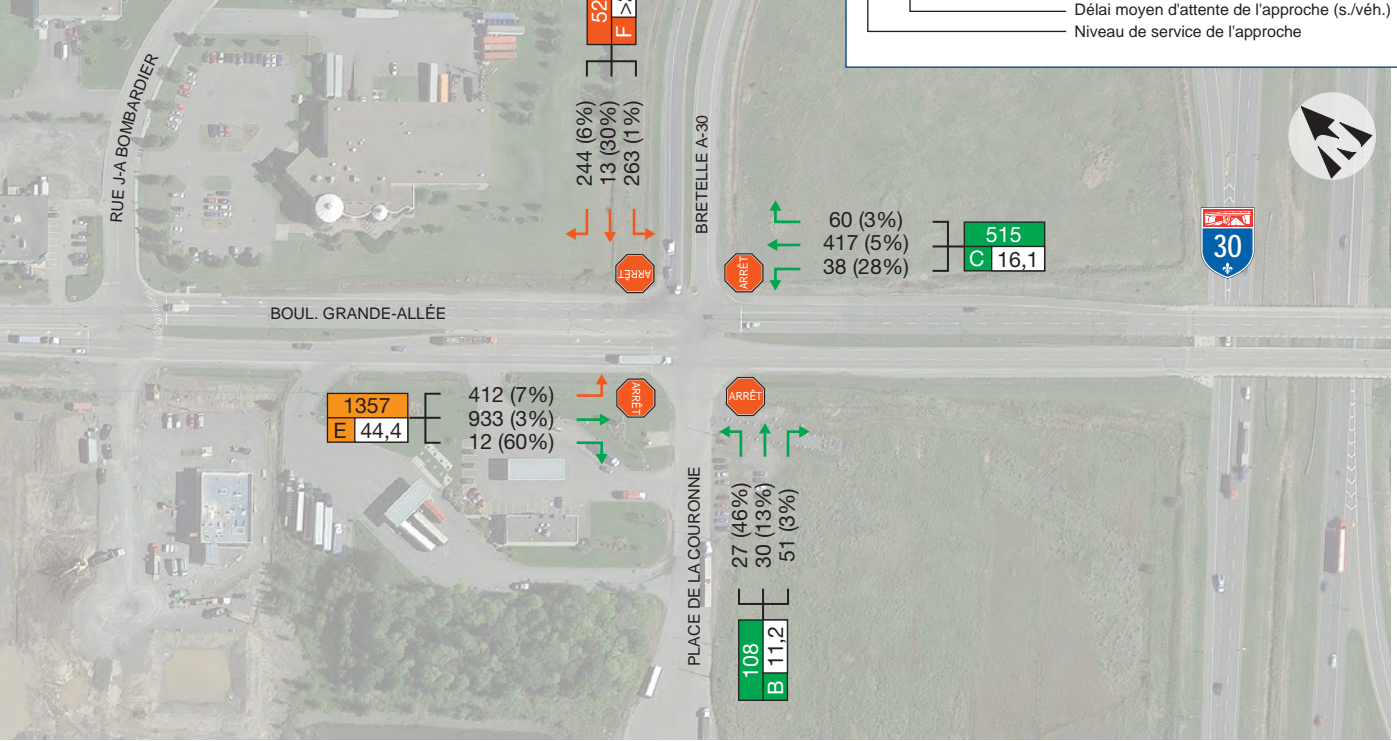 Délai moyen d'attente de l'approche (s./véh.)
Niveau de service de l'approche
F
RUE J-A BOMBARDIER
244 (6%)
13 (30%)
263 (1%)
BRETELLE A-30
ARRÊT
ARRÊT
60 (3%)
417 (5%)
38 (28%)
515
C 16,1
30
BOUL. GRANDE-ALLÉE
1357
E 44,4
412 (7%)
933 (3%)
12 (60%)
ARRÊT
ARRÊT
PLACE DE LA COURONNE
27 (46%)
30 (13%)
51 (3%)
108
B 11,2